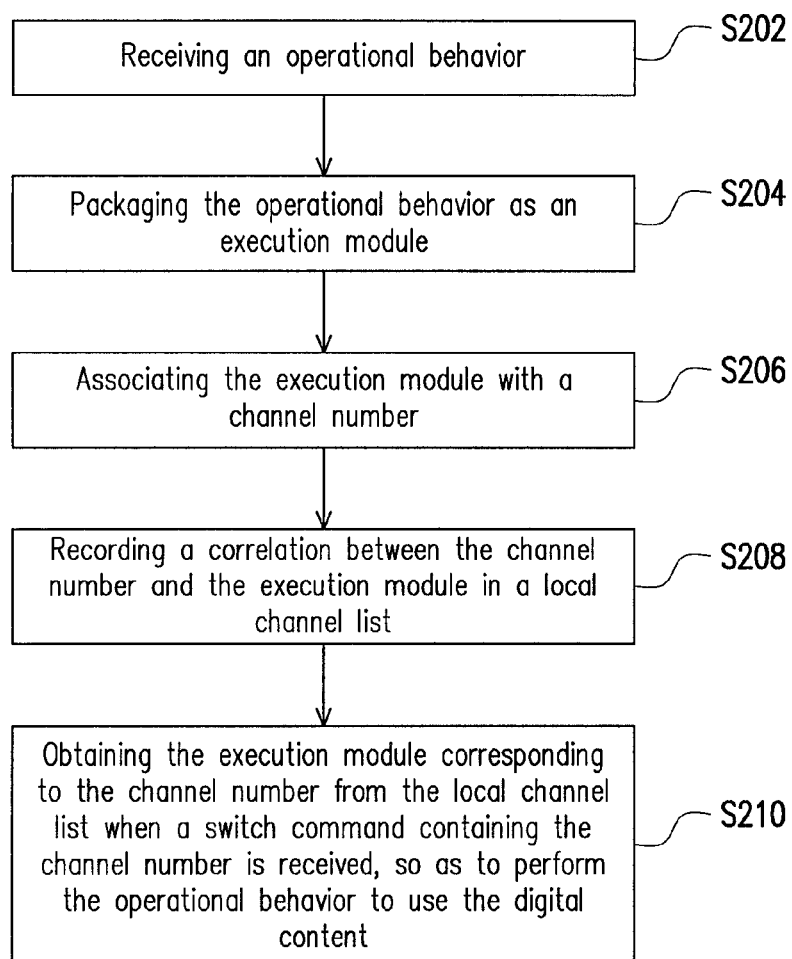 Receiving an operational behavior
S202
Packaging the operational behavior as an
execution module
S204
Associating the execution module with a
channel number
S206
Recording a correlation between the channel
number and the execution module in a local
channel list
S208
Obtaining the execution module corresponding
to the channel number from the local channel
list when a switch command containing the
channel number is received, so as to perform
the operational behavior to use the digital
content
S210